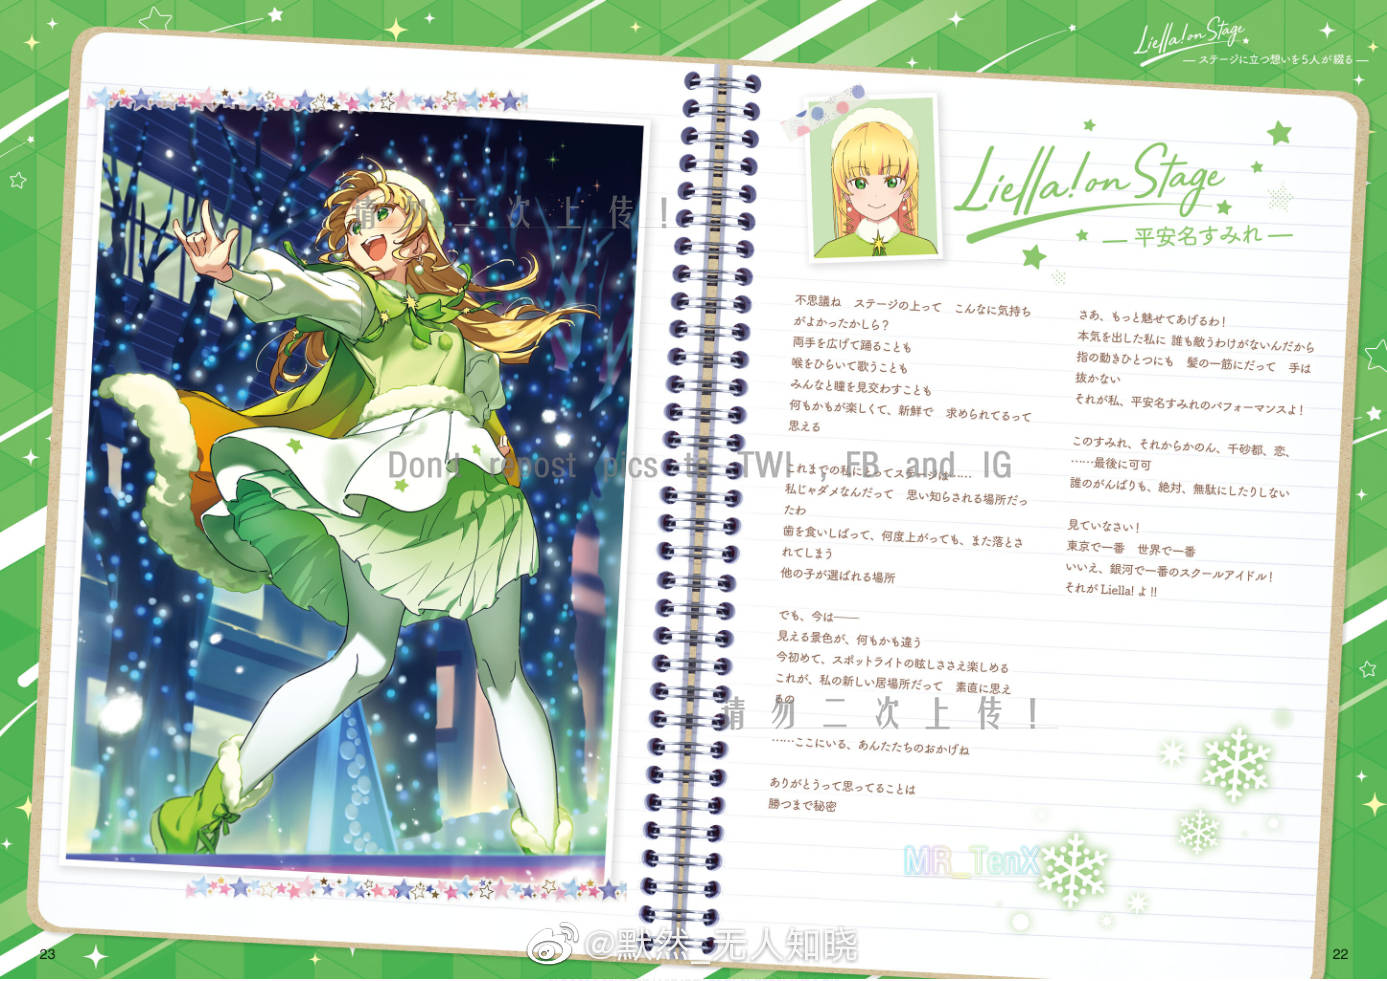 Liella! on Stage
―ステージに立つ想いを5人が綴る―
Liella! on Stage
― 平安名すみれ ―
不思議ね　ステージの上って　こんなに気持ち
がよかったかしら？
両手を広げて踊ることも
喉をひらいて歌うことも
みんなと瞳を見交わすことも
何もかもが楽しくて、新鮮で　求められてるって
思える
これまでの私にとってステージは……
私じゃダメなんだって　思い知らされる場所だっ
たわ
歯を食いしばって、何度上がっても、また落とさ
れてしまう
他の子が選ばれる場所
でも、今は――
見える景色が、何もかも違う
今初めて、スポットライトの眩しささえ楽しめる
これが、私の新しい居場所だって　素直に思え
るの
……ここにいる、あんたたちのおかげね
ありがとうって思ってることは
勝つまで秘密
さあ、もっと魅せてあげるわ！
本気を出した私に 誰も敵うわけがないんだから
指の動きひとつにも　髪の一筋にだって　手は
抜かない
それが私、平安名すみれのパフォーマンスよ！
このすみれ、それからかのん、千砂都、恋、
……最後に可可
誰のがんばりも、絶対、無駄にしたりしない
見ていなさい！
東京で一番　世界で一番
いいえ、銀河で一番のスクールアイドル！
それが Liella! よ!!
请勿二次上传！
Dont repost pics to TWI , FB and IG
请勿二次上传！
MR_TenX
@默然_无人知晓
23
22